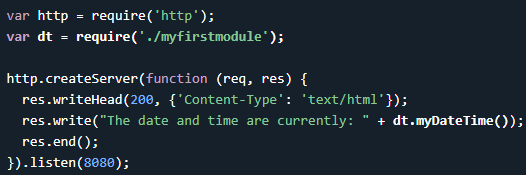 var http = require('http');
var dt = require('./myfirstmodule');

http.createServer(function (req, res) {
  res.writeHead(200, {'Content-Type': 'text/html'});
  res.write("The date and time are currently: " + dt.myDateTime());
  res.end();
}).listen(8080);